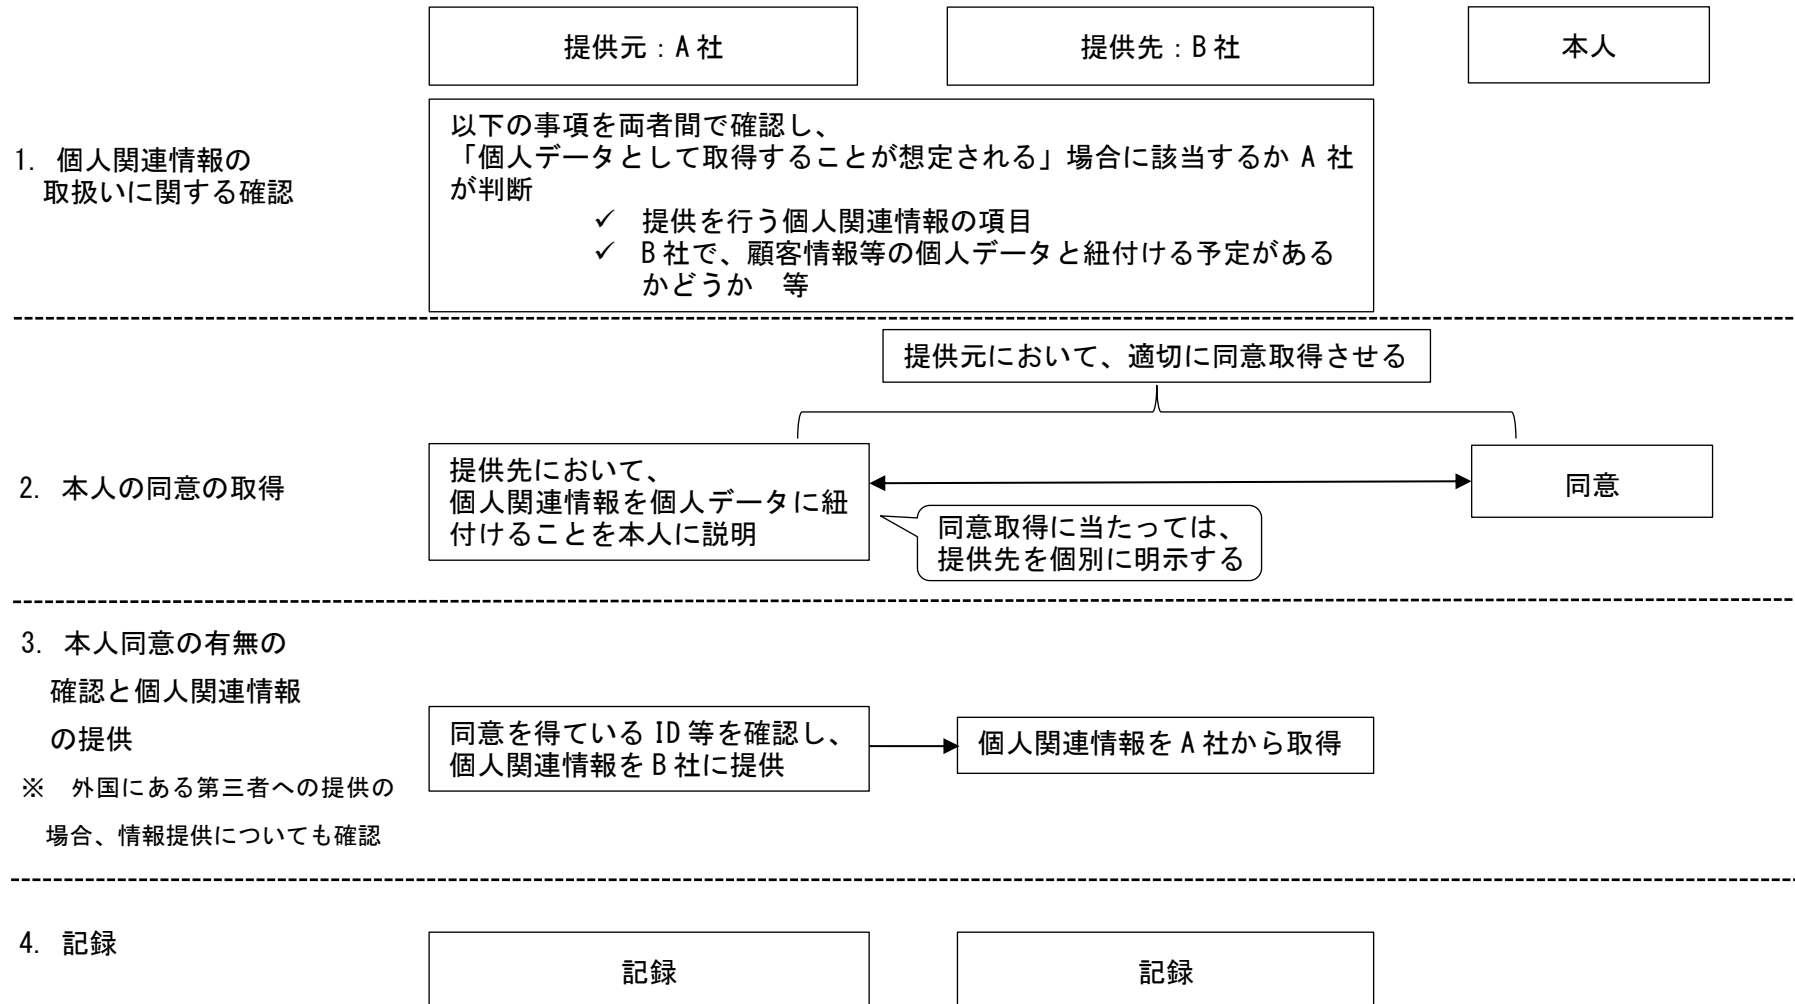 提供元：A 社
提供先：B 社
本人
1. 個人関連情報の
取扱いに関する確認
以下の事項を両者間で確認し、
「個人データとして取得することが想定される」場合に該当するか A 社
が判断
✓ 提供を行う個人関連情報の項目
✓ B 社で、顧客情報等の個人データと紐付ける予定がある
かどうか　等
提供元において、適切に同意取得させる
2. 本人の同意の取得
提供先において、
個人関連情報を個人データに紐
付けることを本人に説明
同意
同意取得に当たっては、
提供先を個別に明示する
3. 本人同意の有無の
確認と個人関連情報
の提供
※　外国にある第三者への提供の
場合、情報提供についても確認
同意を得ている ID 等を確認し、
個人関連情報を B 社に提供
個人関連情報を A 社から取得
4. 記録
記録
記録